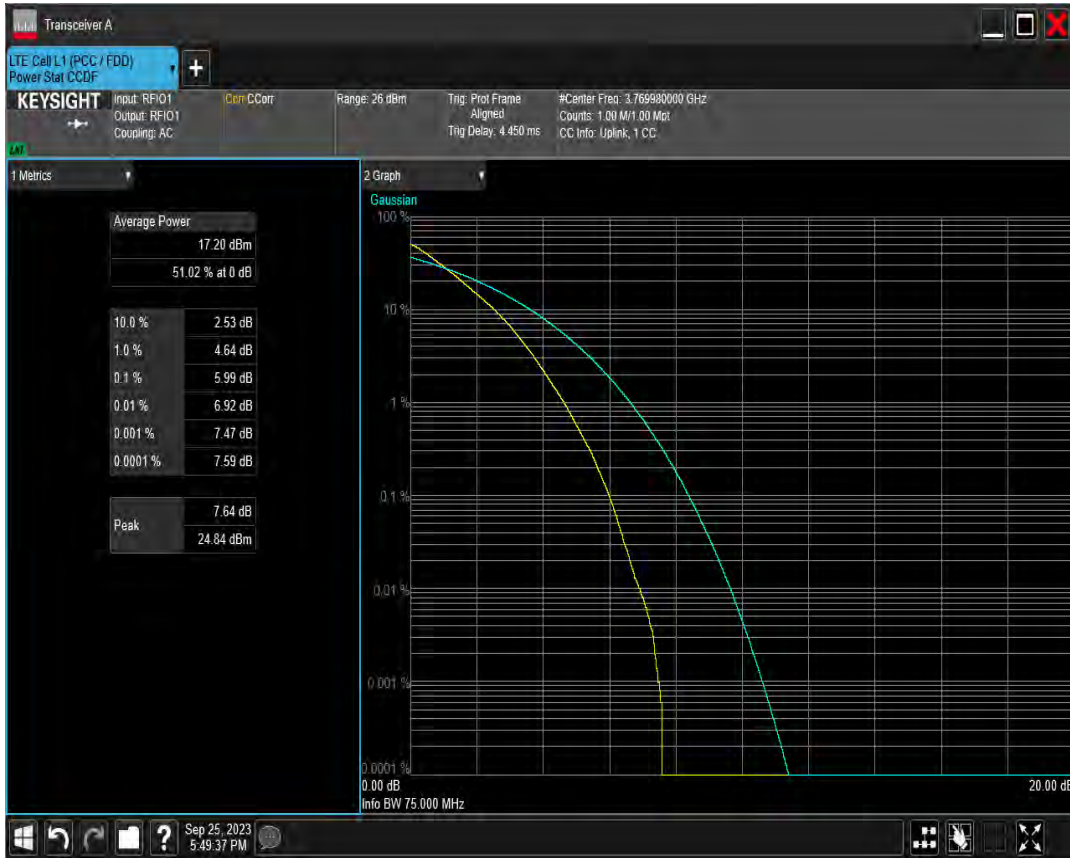 Transceiver A
LTE Cell L1 (PCC / FDD)
Power Stat CCDF
KEYSIGHT
Input: RFIO1
Output: RFIO1
Coupling: AC
Corr CCorr
Range: 26 dBm
Trig: Prot Frame
Aligned
Trig Delay: 4.450 ms
#Center Freq: 3.769980000 GHz
Counts: 1.00 M/1.00 Mpt
CC Info: Uplink, 1 CC
1 Metrics
Average Power
17.20 dBm
51.02 % at 0 dB
10.0 % 2.53 dB
1.0 % 4.64 dB
0.1 % 5.99 dB
0.01 % 6.92 dB
0.001 % 7.47 dB
0.0001 % 7.59 dB
Peak
7.64 dB
24.84 dBm
2 Graph
Gaussian
100 %
10 %
1 %
0.1 %
0.01 %
0.001 %
0.0001 %
0.00 dB
20.00 dB
Info BW 75.000 MHz
Sep 25, 2023
5:49:37 PM